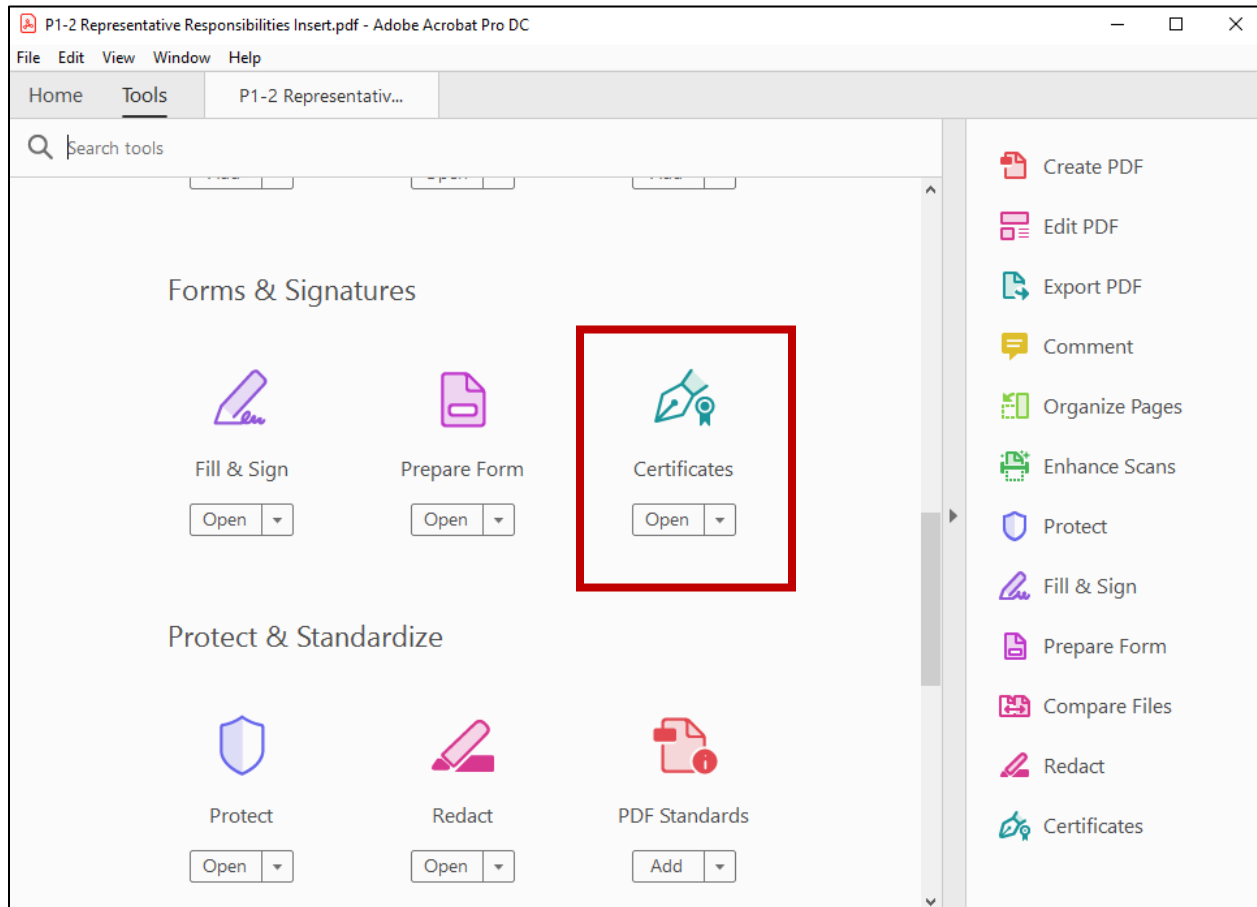 P1-2 Representative Responsibilities Insert.pdf - Adobe Acrobat Pro DC
File Edit View Window Help
Home Tools P1-2 Representativ...
Search tools
Forms & Signatures
Fill & Sign Prepare Form Certificates
Open Open Open
Protect & Standardize
Protect Redact PDF Standards
Open Open Add
Create PDF
Edit PDF
Export PDF
Comment
Organize Pages
Enhance Scans
Protect
Fill & Sign
Prepare Form
Compare Files
Redact
Certificates